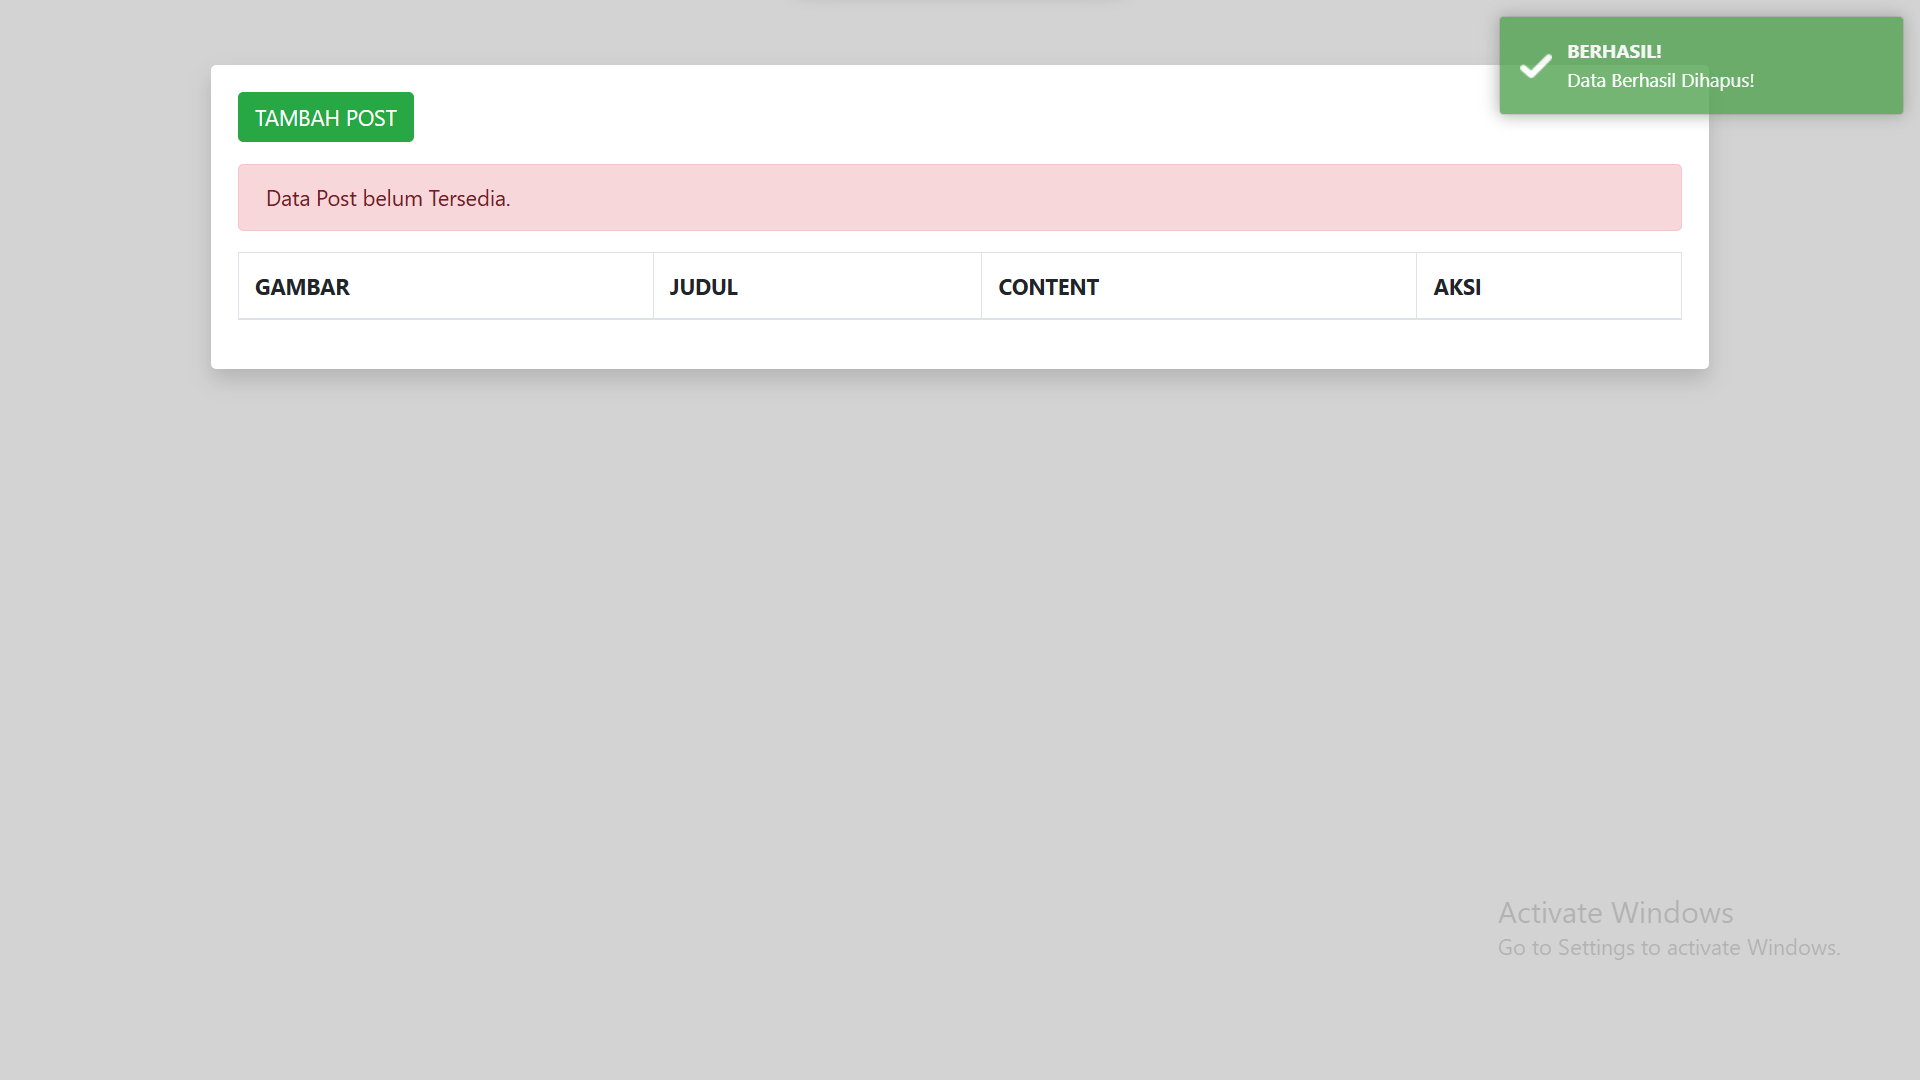 BERHASIL!
Data Berhasil Dihapus!
TAMBAH POST
Data Post belum Tersedia.
GAMBAR JUDUL CONTENT AKSI
Activate Windows
Go to Settings to activate Windows.